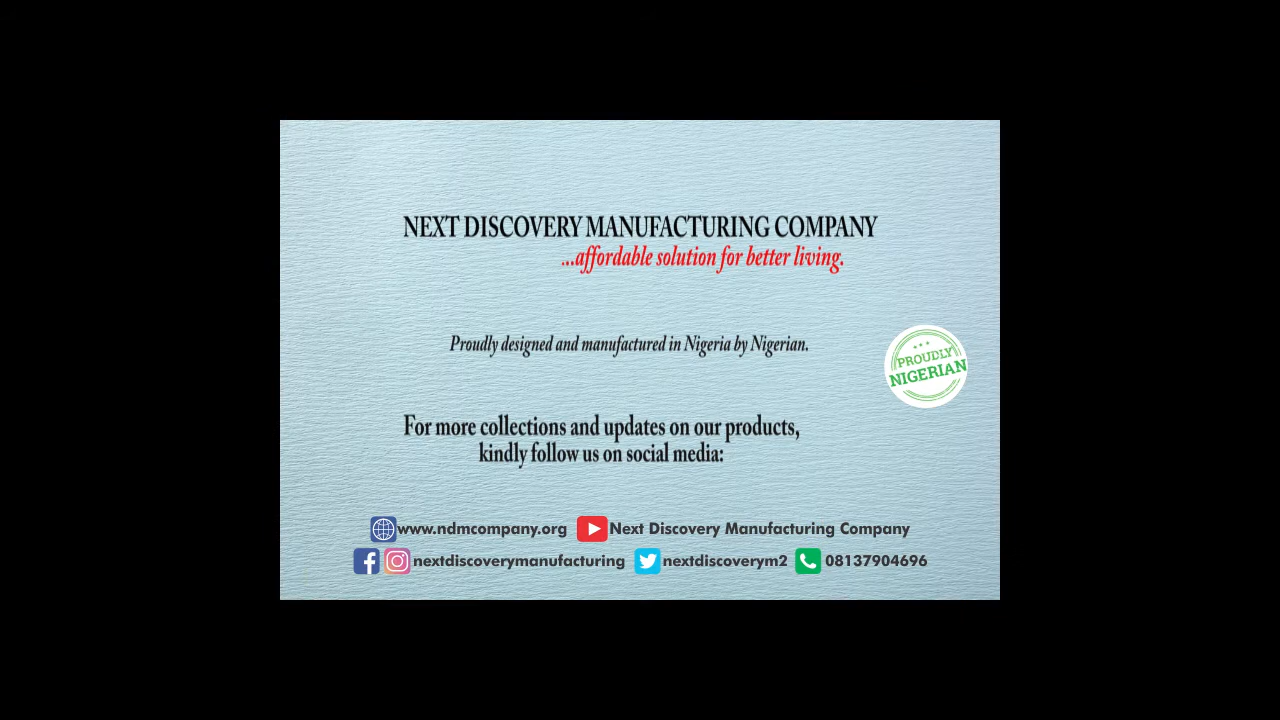 NEXT DISCOVERY MANUFACTURING COMPANY
...affordable solution for better living.
Proudly designed and manufactured in Nigeria by Nigerian.
PROUDLY
NIGERIAN
For more collections and updates on our products,
kindly follow us on social media:
www.ndmcompany.org Next Discovery Manufacturing Company
nextdiscoverymanufacturing nextdiscoverym2 08137904696